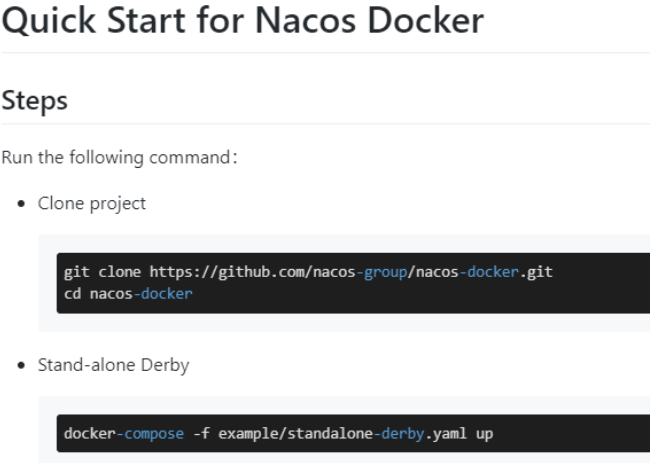 Quick Start for Nacos Docker
Steps
Run the following command：
• Clone project
git clone https://github.com/nacos-group/nacos-docker.git
cd nacos-docker
• Stand-alone Derby
docker-compose -f example/standalone-derby.yaml up